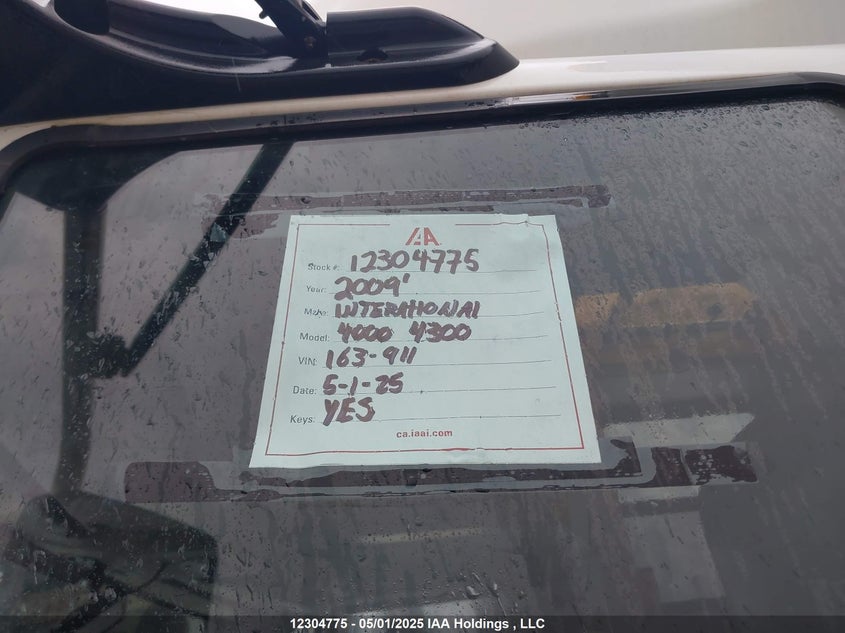 IAA
Stock #: 12304775
Year: 2009'
Make: INTERATIONAl
Model: 4000 4300
VIN: 163-911
Date: 5-1-25
Keys: YES
ca.iaai.com
12304775 - 05/01/2025 IAA Holdings , LLC